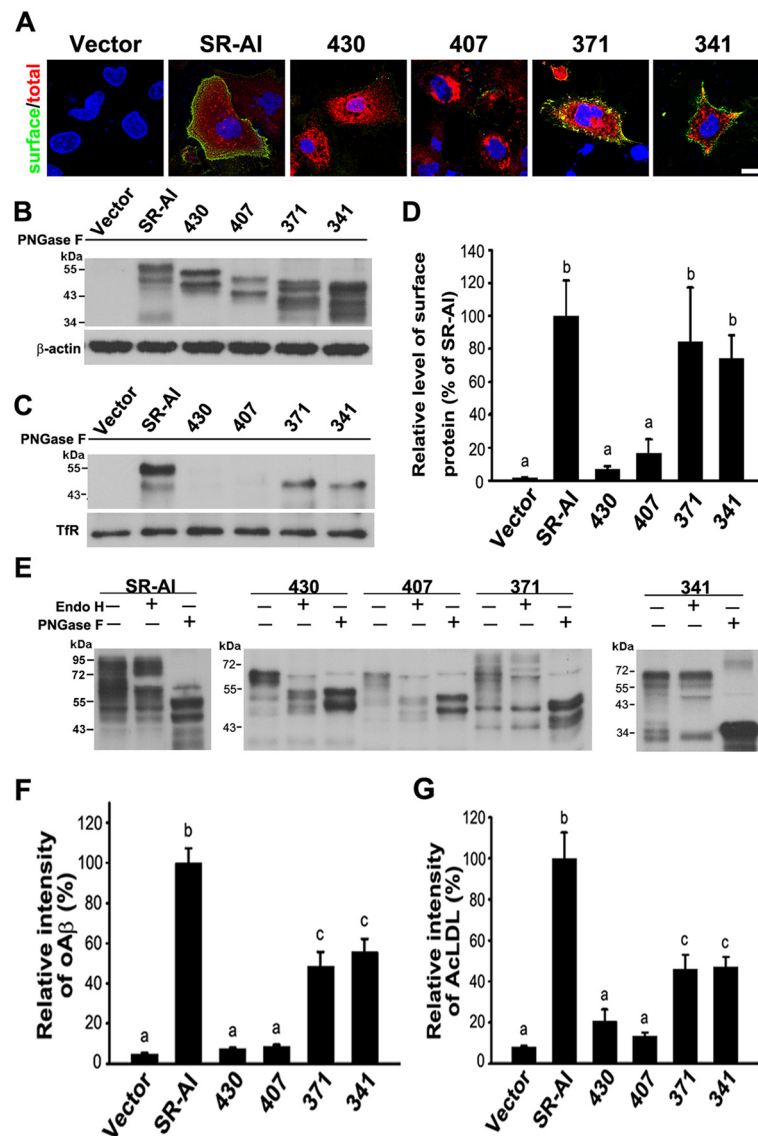 A
Vector SR-AI 430 407 371 341
surface/total
B
Vector SR-AI 430 407 371 341
PNGase F
kDa
55
43
34
β-actin
C
Vector SR-AI 430 407 371 341
PNGase F
kDa
55
43
TfR
D
Relative level of surface
protein (% of SR-AI)
140
120
100
80
60
40
20
0
a b a a b b
Vector SR-AI 430 407 371 341
E
SR-AI 430 407 371 341
Endo H — + — — + — — + — — + — — + —
PNGase F — — + — — + — — + — — + — — +
kDa
95
72
55
43
kDa
72
55
43
kDa
72
55
43
34
F
Relative intensity
of oAβ (%)
120
100
80
60
40
20
0
a b a a c c
Vector SR-AI 430 407 371 341
G
Relative intensity
of AcLDL (%)
120
100
80
60
40
20
0
a b a a c c
Vector SR-AI 430 407 371 341